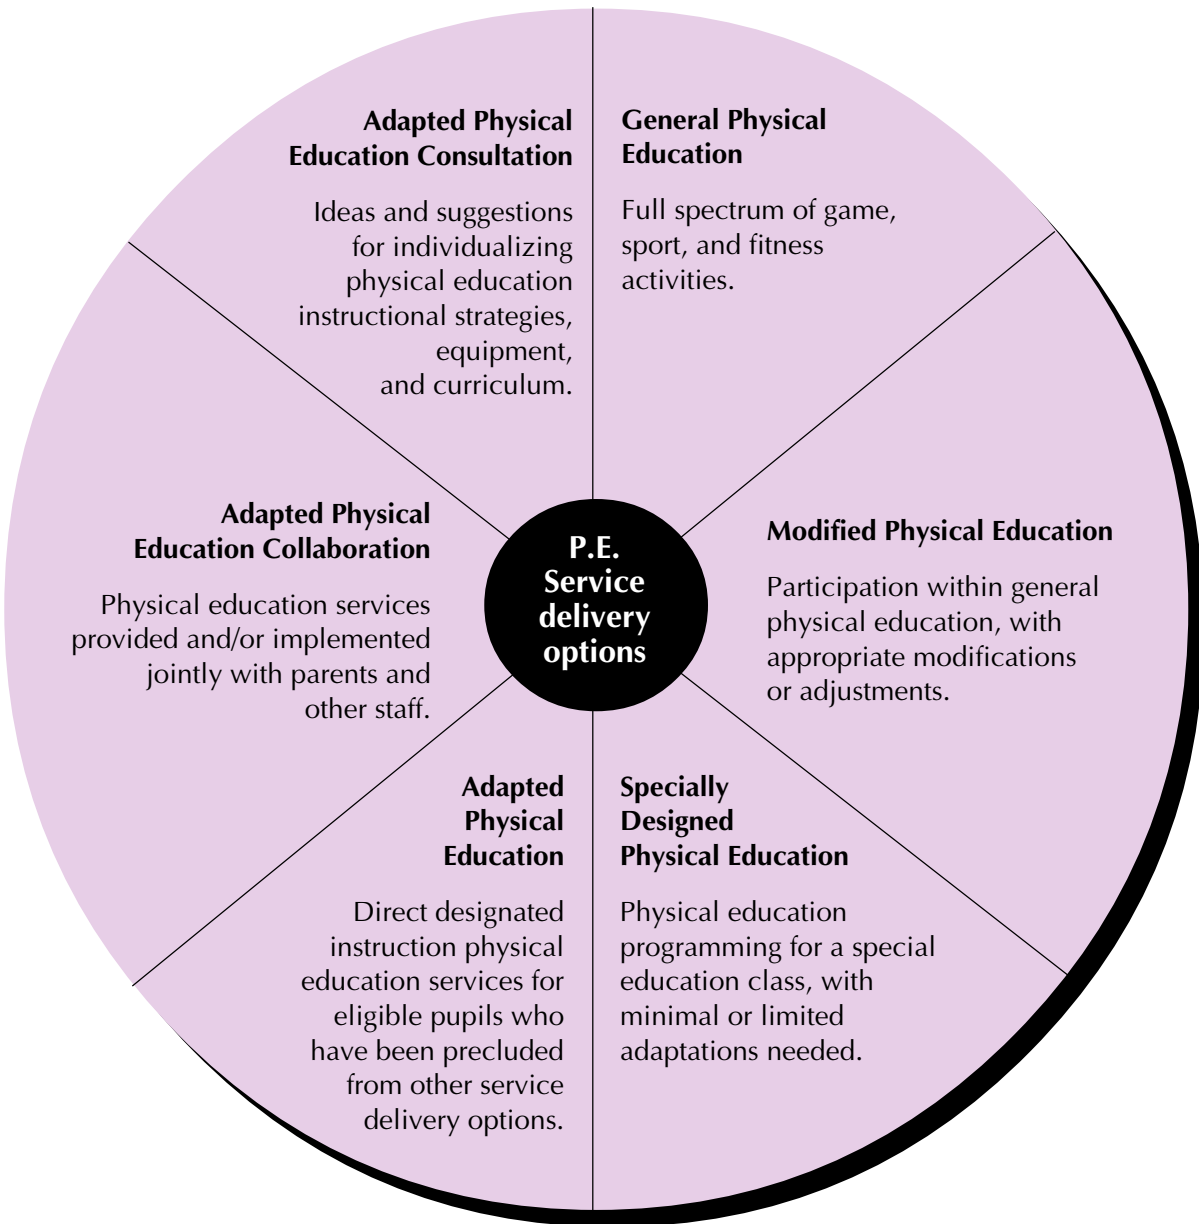 Adapted Physical
Education Consultation
Ideas and suggestions
for individualizing
physical education
instructional strategies,
equipment,
and curriculum.
General Physical
Education
Full spectrum of game,
sport, and fitness
activities.
Adapted Physical
Education Collaboration
Physical education services
provided and/or implemented
jointly with parents and
other staff.
P.E.
Service
delivery
options
Modified Physical Education
Participation within general
physical education, with
appropriate modifications
or adjustments.
Adapted
Physical
Education
Direct designated
instruction physical
education services for
eligible pupils who
have been precluded
from other service
delivery options.
Specially
Designed
Physical Education
Physical education
programming for a special
education class, with
minimal or limited
adaptations needed.